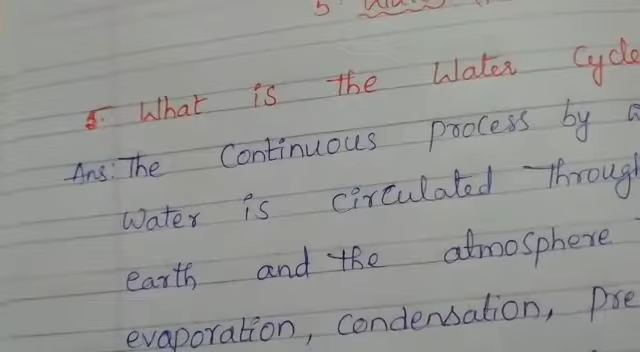 5. What is the Water Cycle
Ans: The Continuous Process by
Water is circulated through
earth and the atmosphere
evaporation, condensation, pre